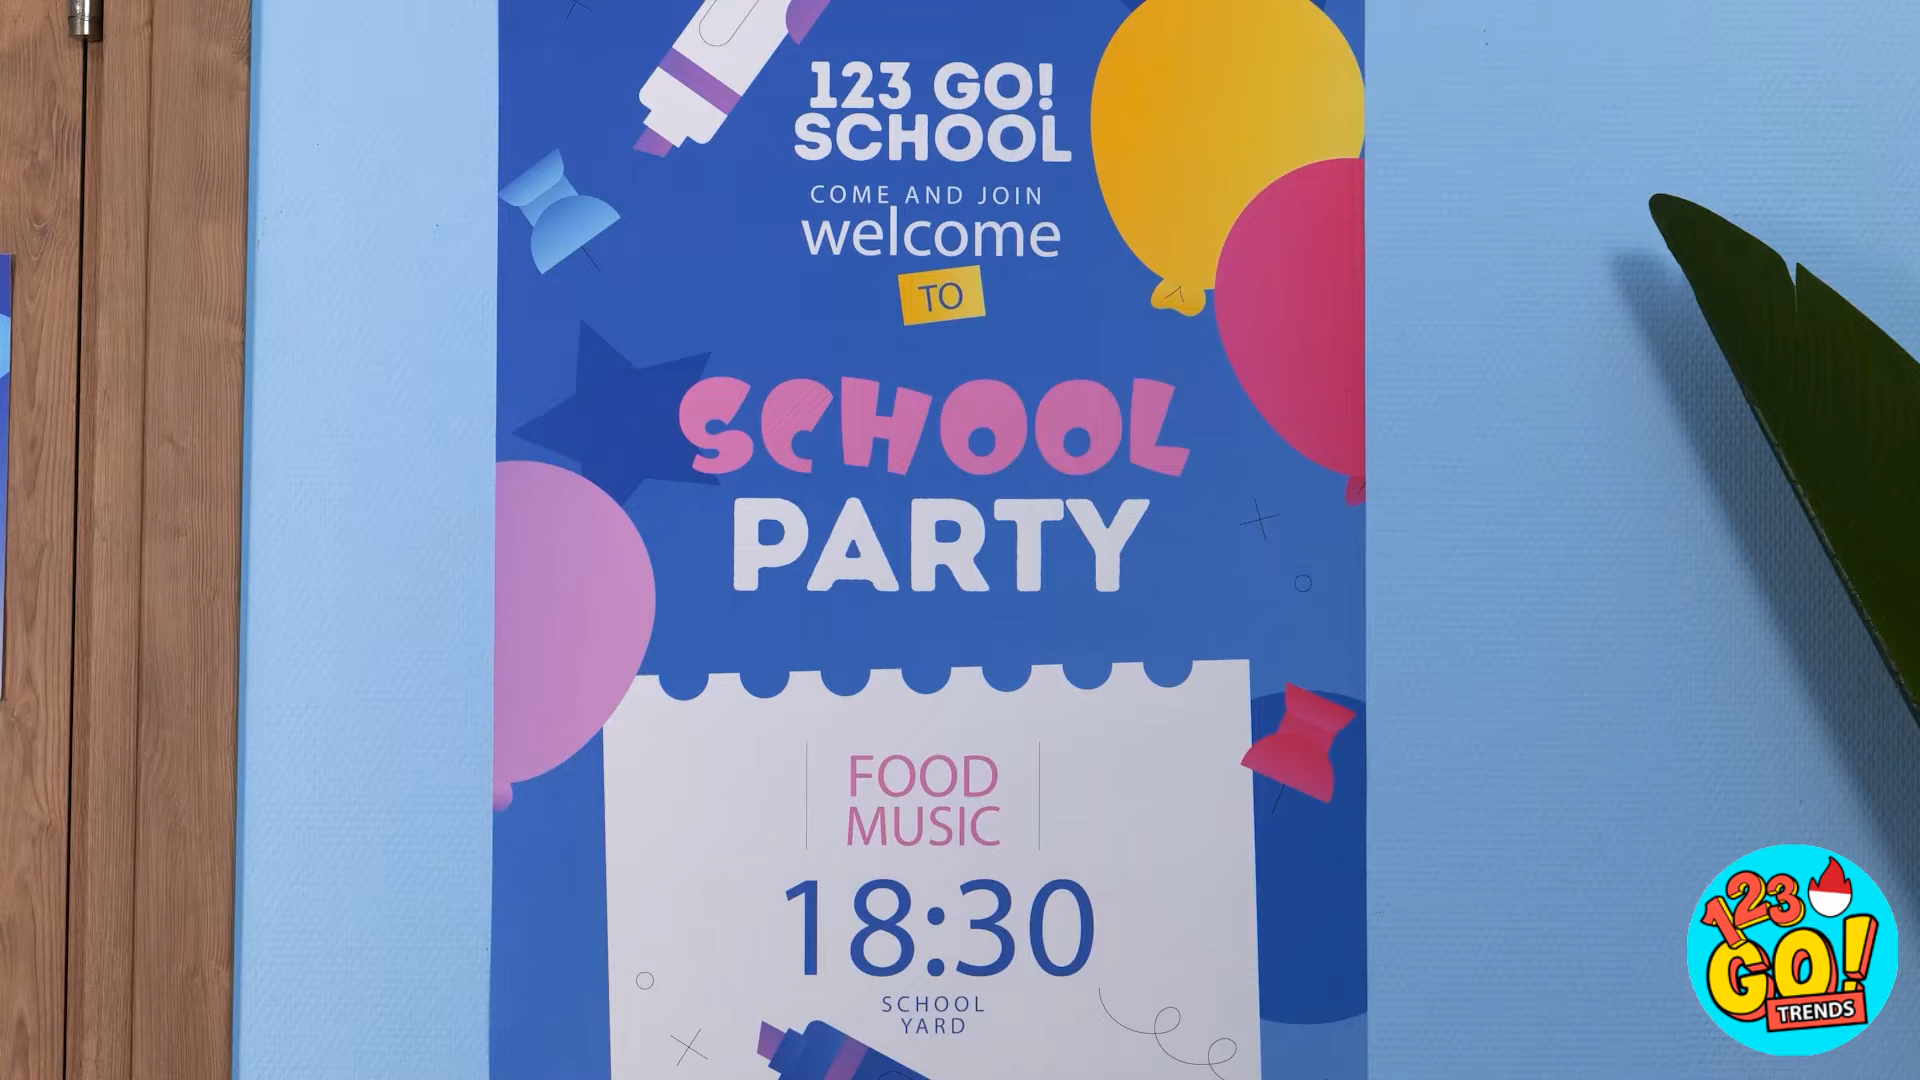 123 GO!
SCHOOL
COME AND JOIN
welcome
TO
SCHOOL
PARTY
FOOD
MUSIC
18:30
SCHOOL
YARD
123
GO!
TRENDS